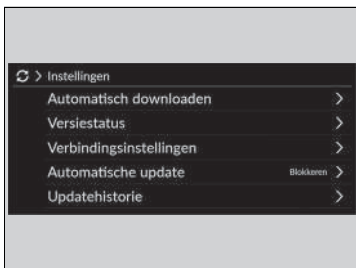 > Instellingen
Automatisch downloaden >
Versiestatus >
Verbindingsinstellingen >
Automatische update Blokkeren >
Updatehistorie >